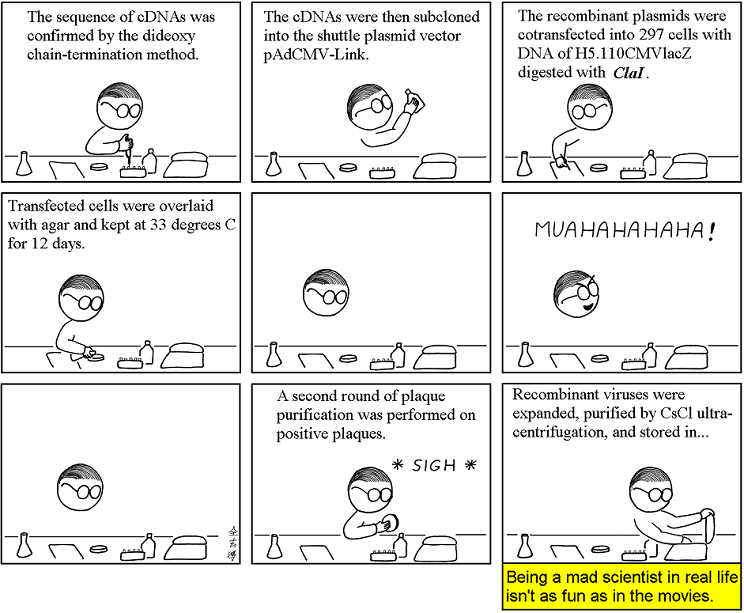 The sequence of cDNAs was
confirmed by the dideoxy
chain-termination method.
The cDNAs were then subcloned
into the shuttle plasmid vector
pAdCMV-Link.
The recombinant plasmids were
cotransfected into 297 cells with
DNA of H5.110CMVlacZ
digested with ClaI.
Transfected cells were overlaid
with agar and kept at 33 degrees C
for 12 days.
MUAHAHAHAHA!
A second round of plaque
purification was performed on
positive plaques.
* SIGH *
Recombinant viruses were
expanded, purified by CsCl ultra-
centrifugation, and stored in...
Being a mad scientist in real life
isn't as fun as in the movies.